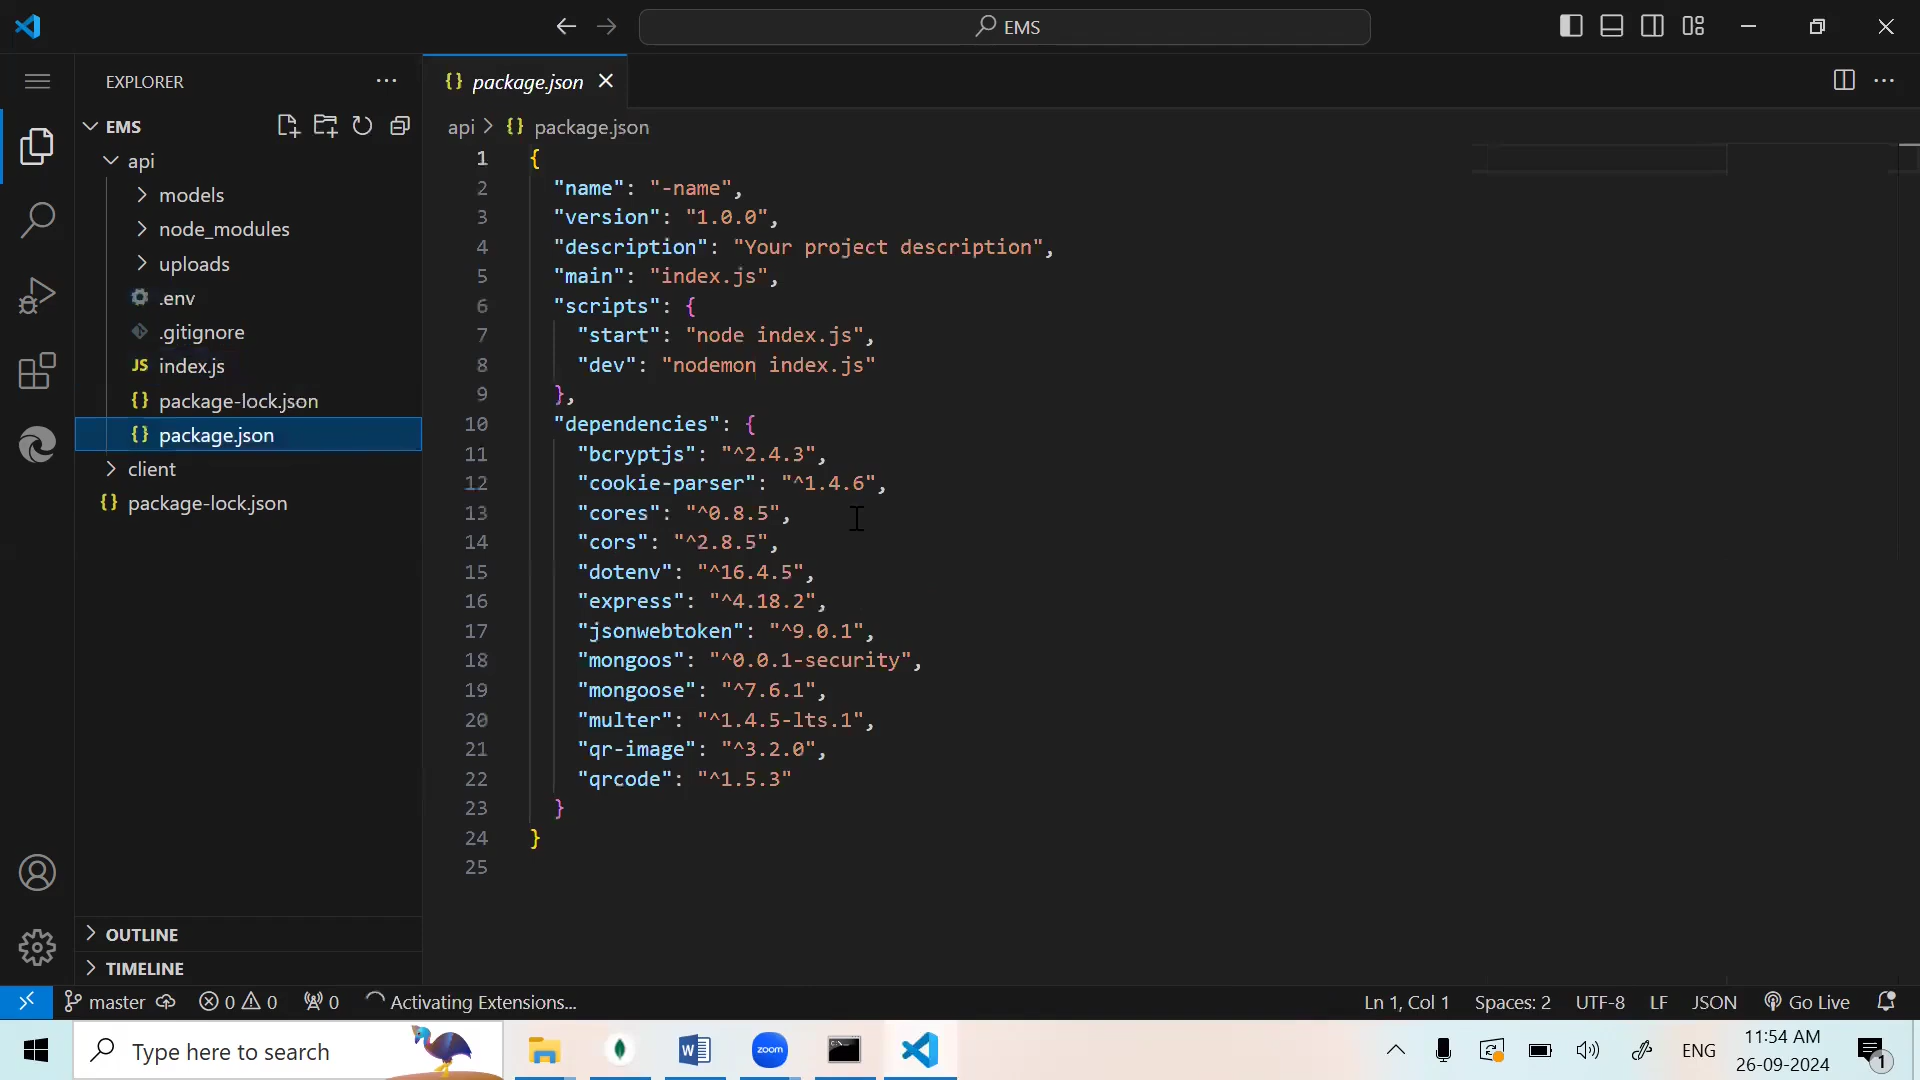 EMS
EXPLORER
EMS
api
models
node_modules
uploads
.env
.gitignore
JS index.js
{} package-lock.json
{} package.json
client
{} package-lock.json
OUTLINE
TIMELINE
{} package.json
api > {} package.json
1 {
2 "name": "-name",
3 "version": "1.0.0",
4 "description": "Your project description",
5 "main": "index.js",
6 "scripts": {
7 "start": "node index.js",
8 "dev": "nodemon index.js"
9 },
10 "dependencies": {
11 "bcryptjs": "^2.4.3",
12 "cookie-parser": "^1.4.6",
13 "cores": "^0.8.5",
14 "cors": "^2.8.5",
15 "dotenv": "^16.4.5",
16 "express": "^4.18.2",
17 "jsonwebtoken": "^9.0.1",
18 "mongoos": "^0.0.1-security",
19 "mongoose": "^7.6.1",
20 "multer": "^1.4.5-lts.1",
21 "qr-image": "^3.2.0",
22 "qrcode": "^1.5.3"
23 }
24 }
25
master 0 0 0 Activating Extensions... Ln 1, Col 1 Spaces: 2 UTF-8 LF JSON Go Live
Type here to search
zoom
ENG
11:54 AM
26-09-2024
1